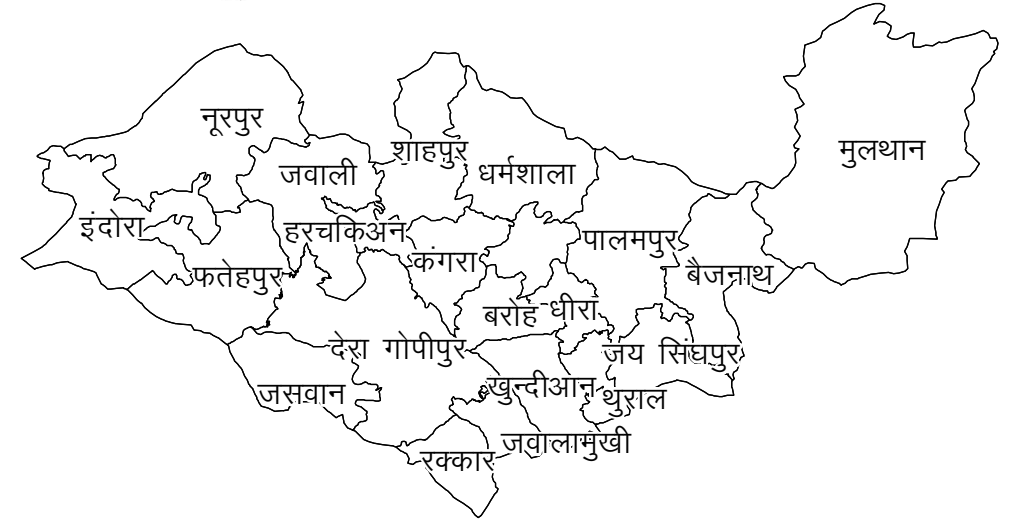 नूरपुर
शाहपुर
मुलथान
जवाली
धर्मशाला
इंदोरा
हरचकिअन
पालमपुर
कंगरा
फतेहपुर
बैजनाथ
बरोह
धीरा
देरा गोपीपुर
जय सिंघपुर
जसवान
खुन्दीआन
थुराल
जवालामुखी
रक्कार